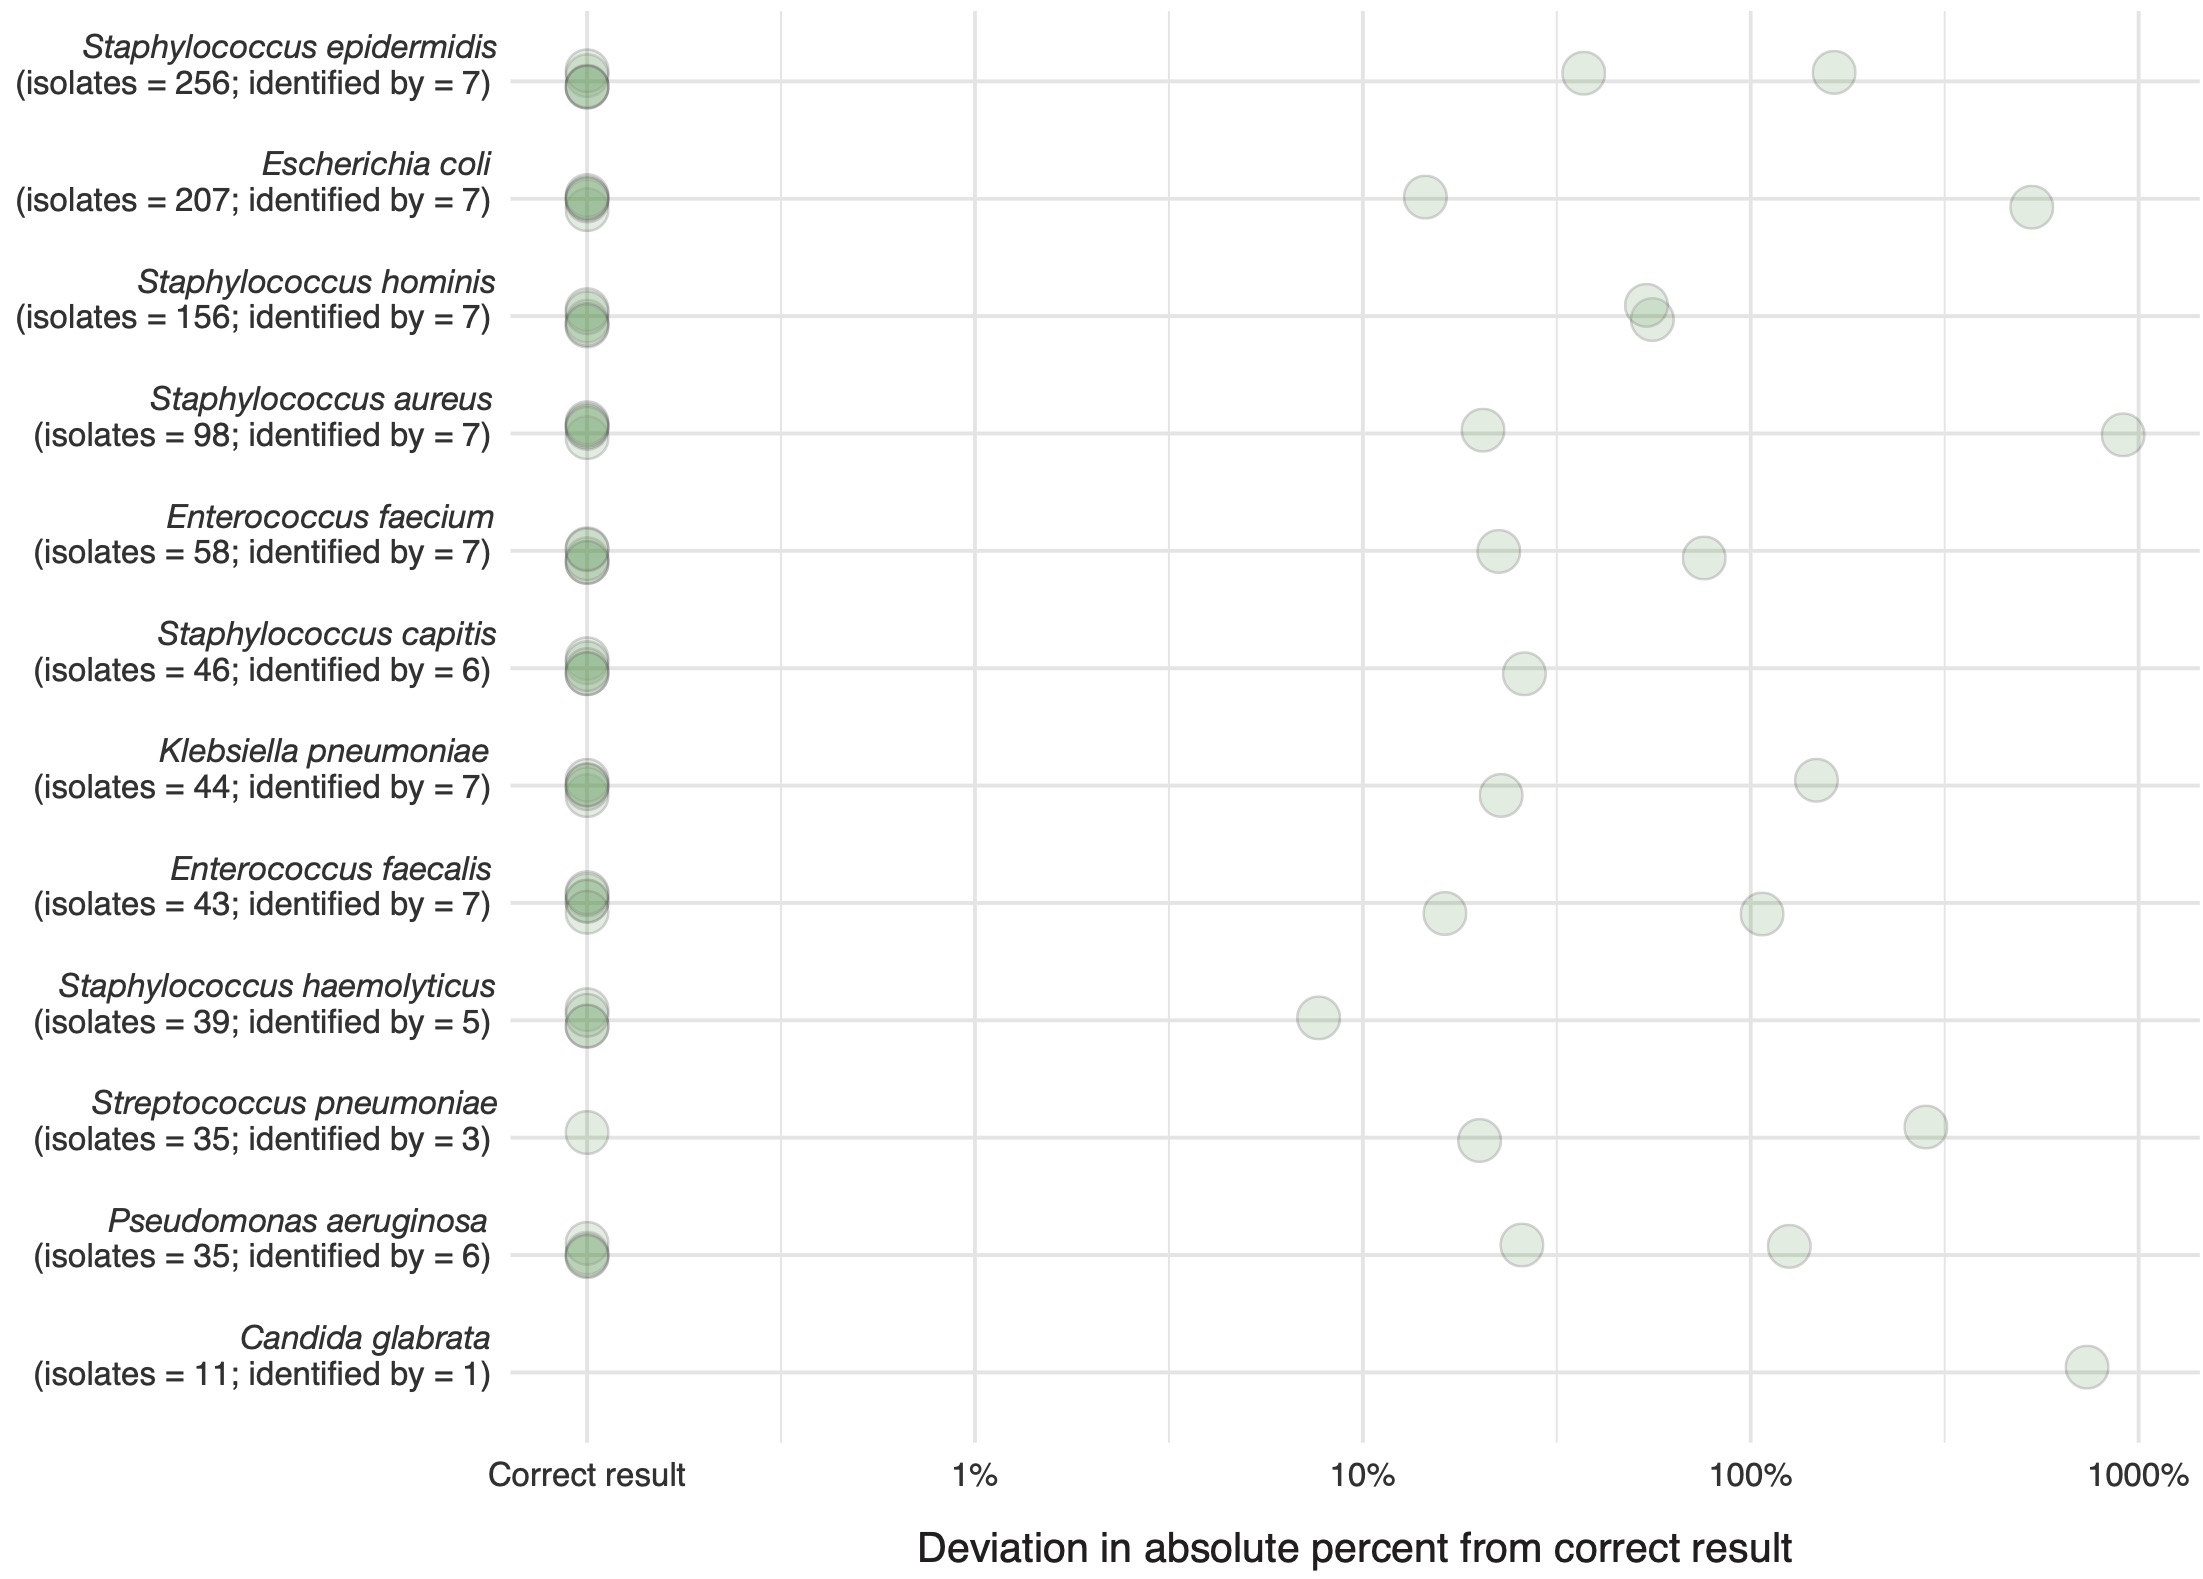 Staphylococcus epidermidis
(isolates = 256; identified by = 7)
Escherichia coli
(isolates = 207; identified by = 7)
Staphylococcus hominis
(isolates = 156; identified by = 7)
Staphylococcus aureus
(isolates = 98; identified by = 7)
Enterococcus faecium
(isolates = 58; identified by = 7)
Staphylococcus capitis
(isolates = 46; identified by = 6)
Klebsiella pneumoniae
(isolates = 44; identified by = 7)
Enterococcus faecalis
(isolates = 43; identified by = 7)
Staphylococcus haemolyticus
(isolates = 39; identified by = 5)
Streptococcus pneumoniae
(isolates = 35; identified by = 3)
Pseudomonas aeruginosa
(isolates = 35; identified by = 6)
Candida glabrata
(isolates = 11; identified by = 1)
Correct result 1% 10% 100% 1000%
Deviation in absolute percent from correct result